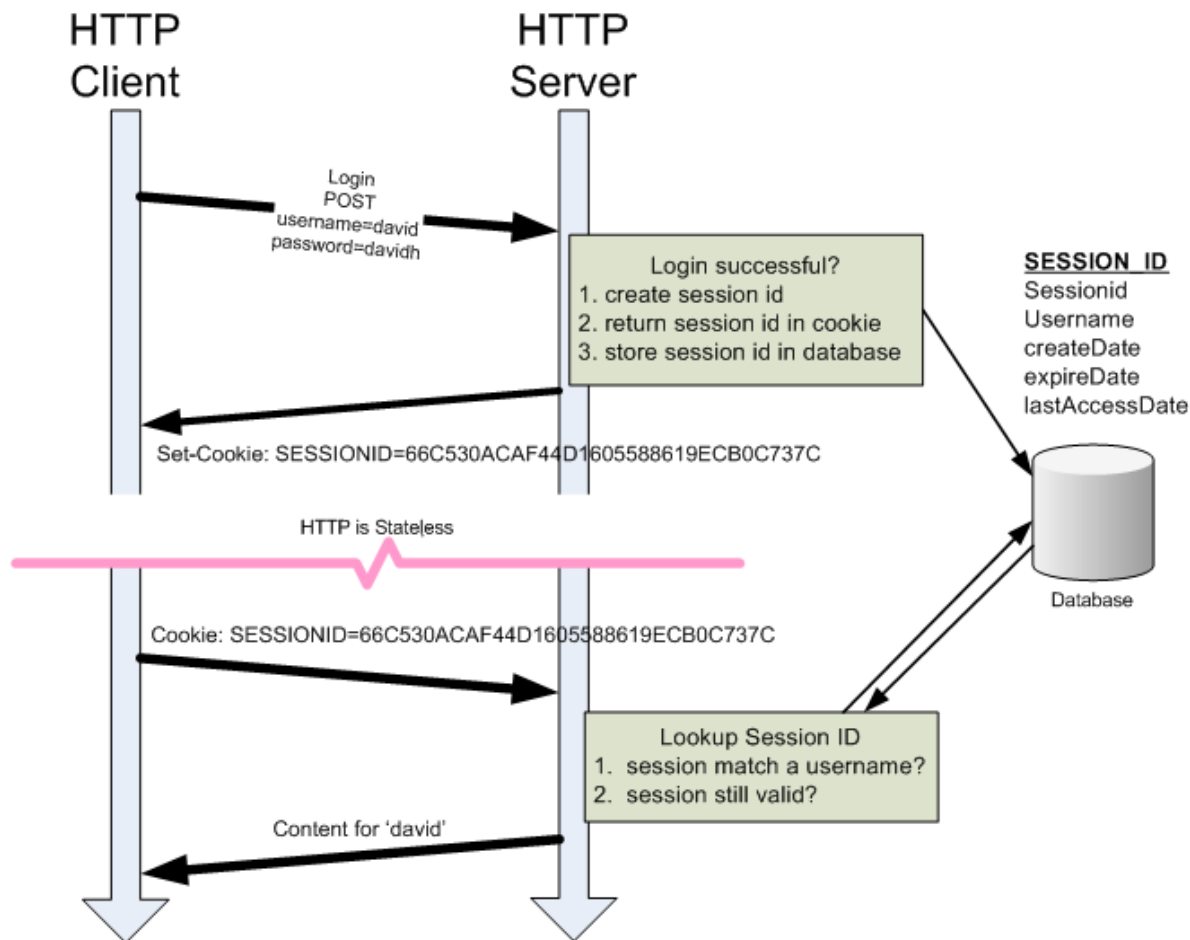 HTTP
Client
HTTP
Server
Login
POST
username=david
password=davidh
Login successful?
1. create session id
2. return session id in cookie
3. store session id in database
SESSION_ID
Sessionid
Username
createDate
expireDate
lastAccessDate
Set-Cookie: SESSIONID=66C530ACAF44D1605588619ECB0C737C
HTTP is Stateless
Database
Cookie: SESSIONID=66C530ACAF44D1605588619ECB0C737C
Lookup Session ID
1. session match a username?
2. session still valid?
Content for ‘david’